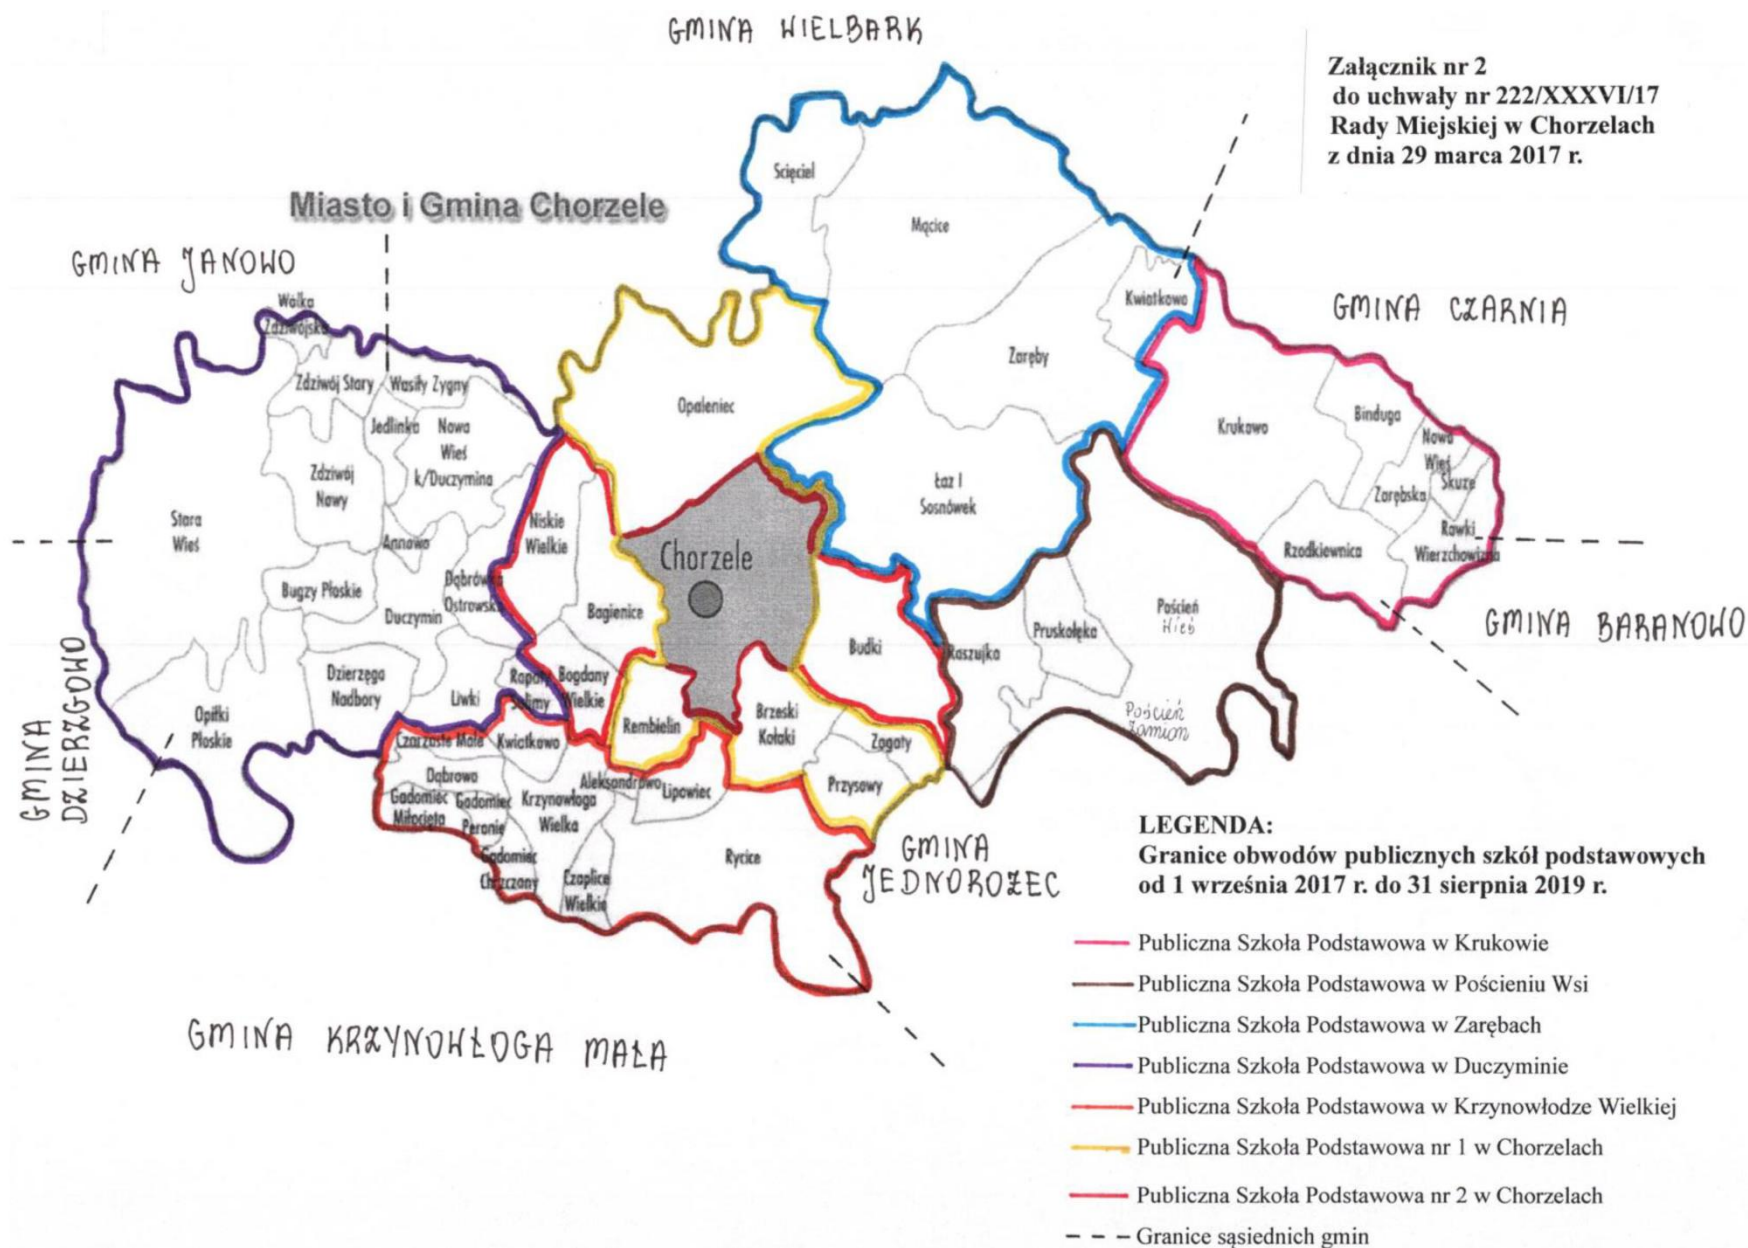 GMINA WIELBARK
Załącznik nr 2
do uchwały nr 222/XXXVI/17
Rady Miejskiej w Chorzelach
z dnia 29 marca 2017 r.
Miasto i Gmina Chorzele
GMINA JANOWO
GMINA CZARNIA
GMINA BARANOWO
GMINA
DZIERZGOWO
GMINA
JEDNOROŻEC
GMINA KRZYNOWŁOGA MAŁA
Ścięciel
Mącice
Kwiatkowo
Zaręby
Opaleniec
Łaz I
Sosnówek
Krukowo
Binduga
Nowa
Wieś
Zarębska
Skuze
Rawki
Wierzchowizna
Rzodkiewnica
Wólka
Zdziwójska
Zdziwój Stary
Wasiły Zygny
Jedlinka
Nowa
Wieś
k/Duczymina
Zdziwój
Nowy
Stara
Wieś
Annowo
Bugzy Płoskie
Dąbrówka
Ostrowska
Duczymin
Dzierzęga
Nadbory
Liwki
Rapaty
Sulimy
Opiłki
Płoskie
Niskie
Wielkie
Bagienice
Bogdany
Wielkie
Chorzele
Rembielin
Brzeski
Kołaki
Budki
Zagaty
Przysowy
Raszujka
Pruskołęka
Poścień
Wieś
Poścień
Zamion
Czarzaste Małe
Kwiatkowo
Dąbrowa
Gadomiec
Miłocięta
Gadomiec
Peronie
Gadomiec
Chrzczany
Krzynowłoga
Wielka
Aleksandrowo
Lipowiec
Czaplice
Wielkie
Rycice
LEGENDA:
Granice obwodów publicznych szkół podstawowych
od 1 września 2017 r. do 31 sierpnia 2019 r.
Publiczna Szkoła Podstawowa w Krukowie
Publiczna Szkoła Podstawowa w Pościeniu Wsi
Publiczna Szkoła Podstawowa w Zarębach
Publiczna Szkoła Podstawowa w Duczyminie
Publiczna Szkoła Podstawowa w Krzynowłodze Wielkiej
Publiczna Szkoła Podstawowa nr 1 w Chorzelach
Publiczna Szkoła Podstawowa nr 2 w Chorzelach
Granice sąsiednich gmin